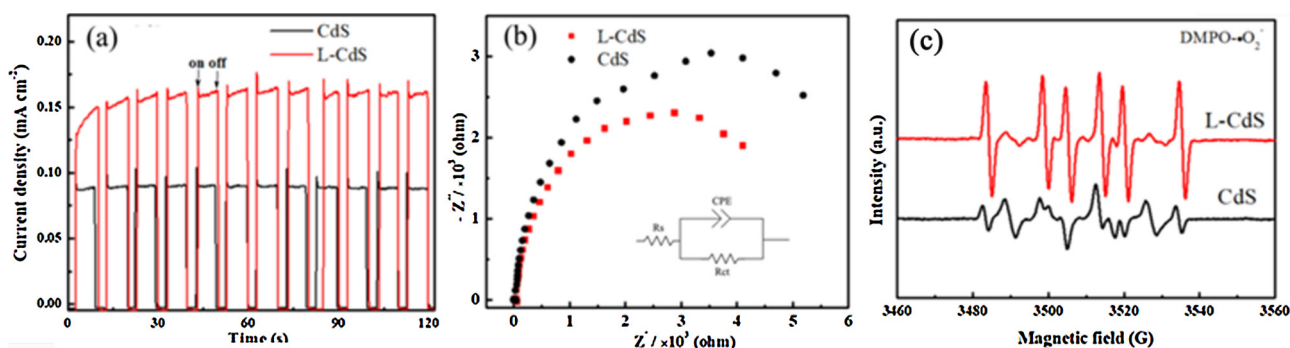 (a)
CdS
L-CdS
on off
0.20
0.15
0.10
0.05
0.00
Current density (mA cm⁻²)
0 30 60 90 120
Time (s)
(b)
L-CdS
CdS
3
2
1
0
- Z'' / ×10³ (ohm)
CPE
Rs
Rct
0 1 2 3 4 5 6
Z' / ×10³ (ohm)
(c)
DMPO-•O₂⁻
L-CdS
CdS
Intensity (a.u.)
3460 3480 3500 3520 3540 3560
Magnetic field (G)